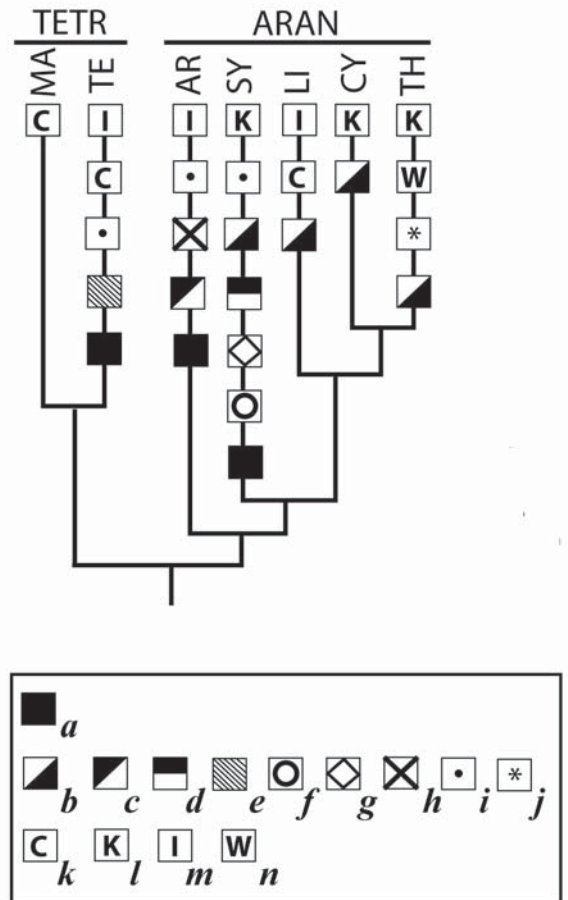 TETR ARAN
MA TE AR SY LI CY TH
C I I K I K K
C • • C W
• *
a
b c d e f g h i * j
C k K l I m W n